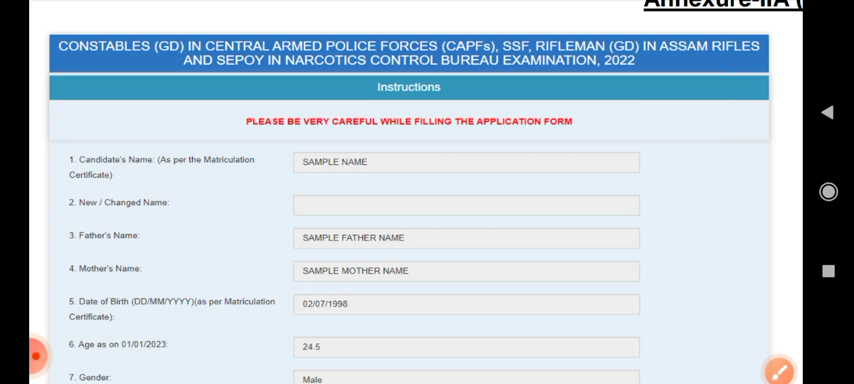 Annexure-IIA (
CONSTABLES (GD) IN CENTRAL ARMED POLICE FORCES (CAPFs), SSF, RIFLEMAN (GD) IN ASSAM RIFLES
AND SEPOY IN NARCOTICS CONTROL BUREAU EXAMINATION, 2022
Instructions
PLEASE BE VERY CAREFUL WHILE FILLING THE APPLICATION FORM
1. Candidate's Name: (As per the Matriculation
Certificate)
SAMPLE NAME
2. New / Changed Name:
3. Father's Name:
SAMPLE FATHER NAME
4. Mother's Name:
SAMPLE MOTHER NAME
5. Date of Birth (DD/MM/YYYY)(as per Matriculation
Certificate):
02/07/1998
6. Age as on 01/01/2023:
24.5
7. Gender:
Male